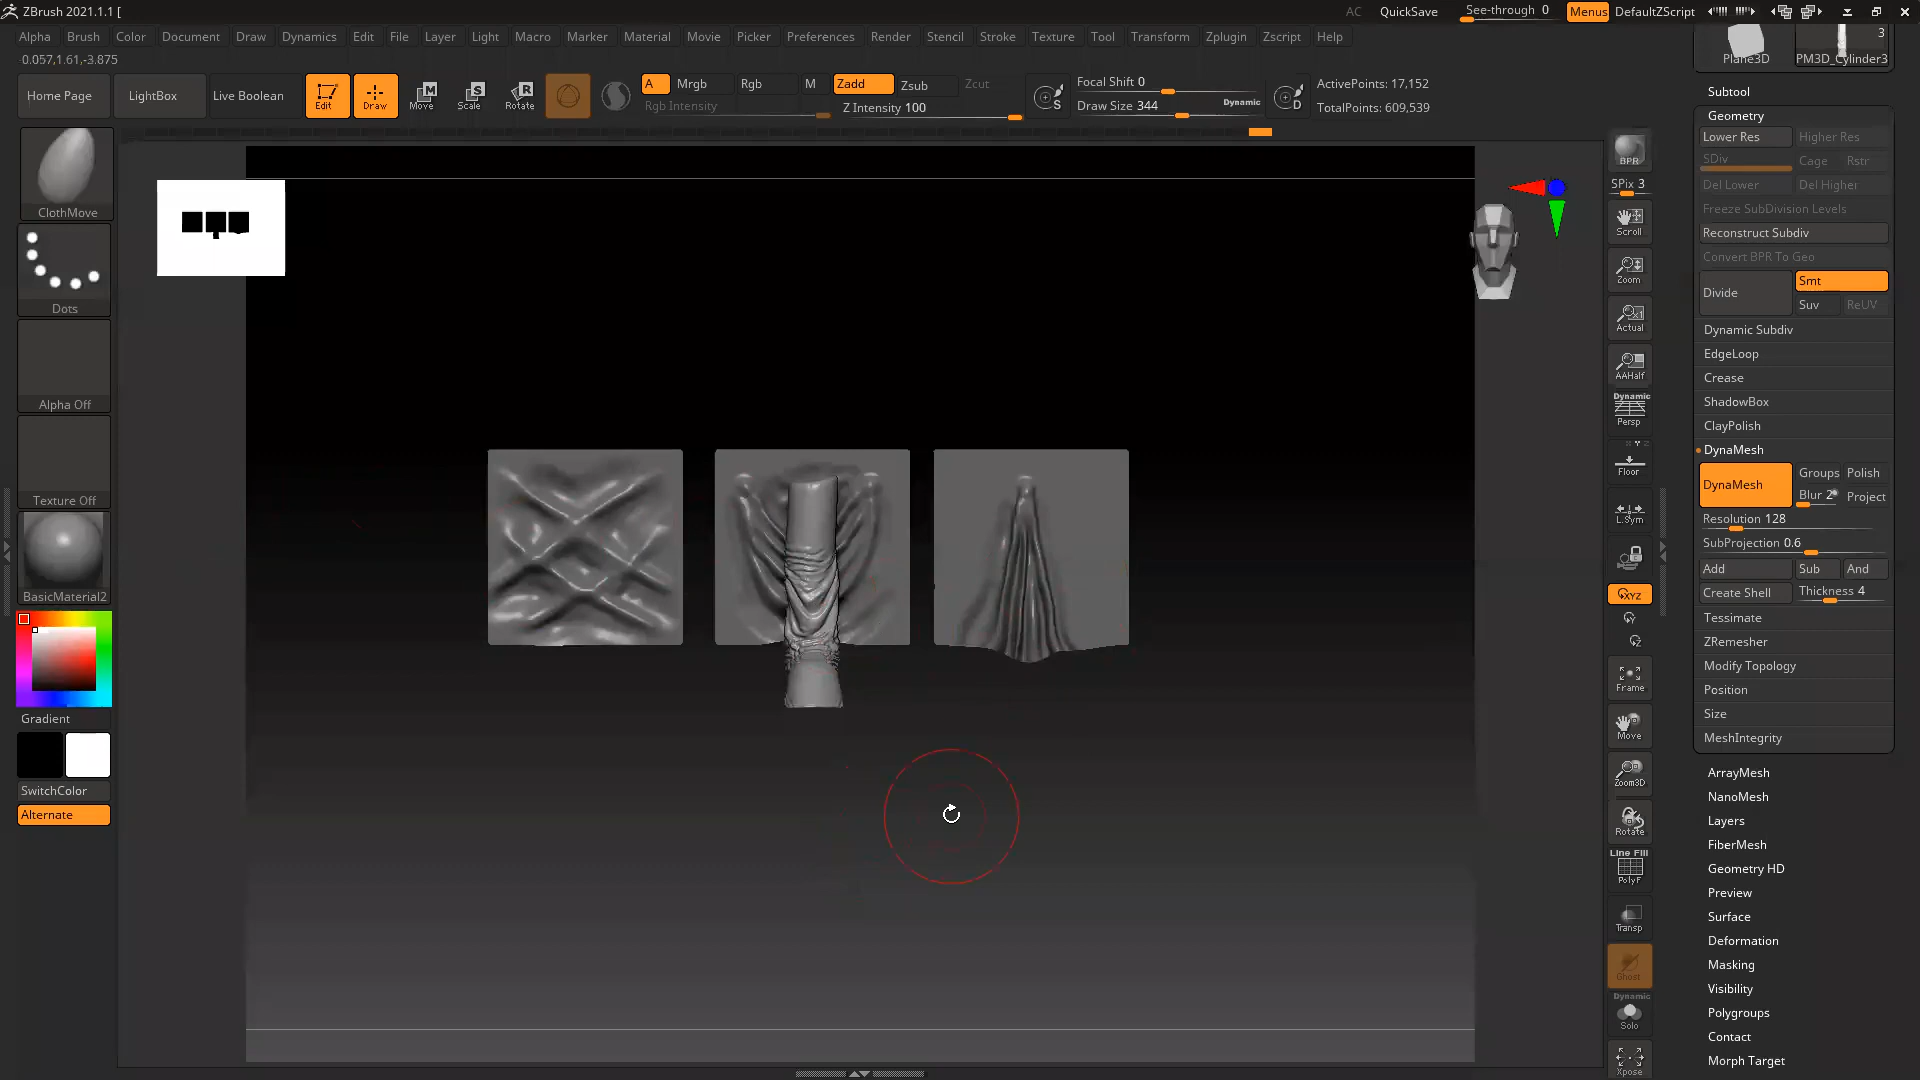 ZBrush 2021.1.1 [
AC QuickSave See-through 0 Menus DefaultZScript
Alpha Brush Color Document Draw Dynamics Edit File Layer Light Macro Marker Material Movie Picker Preferences Render Stencil Stroke Texture Tool Transform Zplugin Zscript Help
0.057,1.61,-3.875
Home Page LightBox Live Boolean Edit Draw Move Scale Rotate
A Mrgb Rgb M Zadd Zsub Zcut
Rgb Intensity Z Intensity 100
S Focal Shift 0
Draw Size 344 Dynamic D
ActivePoints: 17,152
TotalPoints: 609,539
ClothMove
Dots
Alpha Off
Texture Off
BasicMaterial2
Gradient
SwitchColor
Alternate
BPR
SPix 3
Scroll
Zoom
Actual
AAHalf
Dynamic
Persp
Floor
L.Sym
XYZ
Frame
Move
Zoom3D
Rotate
Line Fill
PolyF
Transp
Ghost
Dynamic
Solo
Xpose
3
Plane3D PM3D_Cylinder3
Subtool
Geometry
Lower Res Higher Res
SDiv Cage Rstr
Del Lower Del Higher
Freeze SubDivision Levels
Reconstruct Subdiv
Convert BPR To Geo
Divide Smt
Suv ReUV
Dynamic Subdiv
EdgeLoop
Crease
ShadowBox
ClayPolish
DynaMesh
DynaMesh Groups Polish
Blur 2 Project
Resolution 128
SubProjection 0.6
Add Sub And
Create Shell Thickness 4
Tessimate
ZRemesher
Modify Topology
Position
Size
MeshIntegrity
ArrayMesh
NanoMesh
Layers
FiberMesh
Geometry HD
Preview
Surface
Deformation
Masking
Visibility
Polygroups
Contact
Morph Target